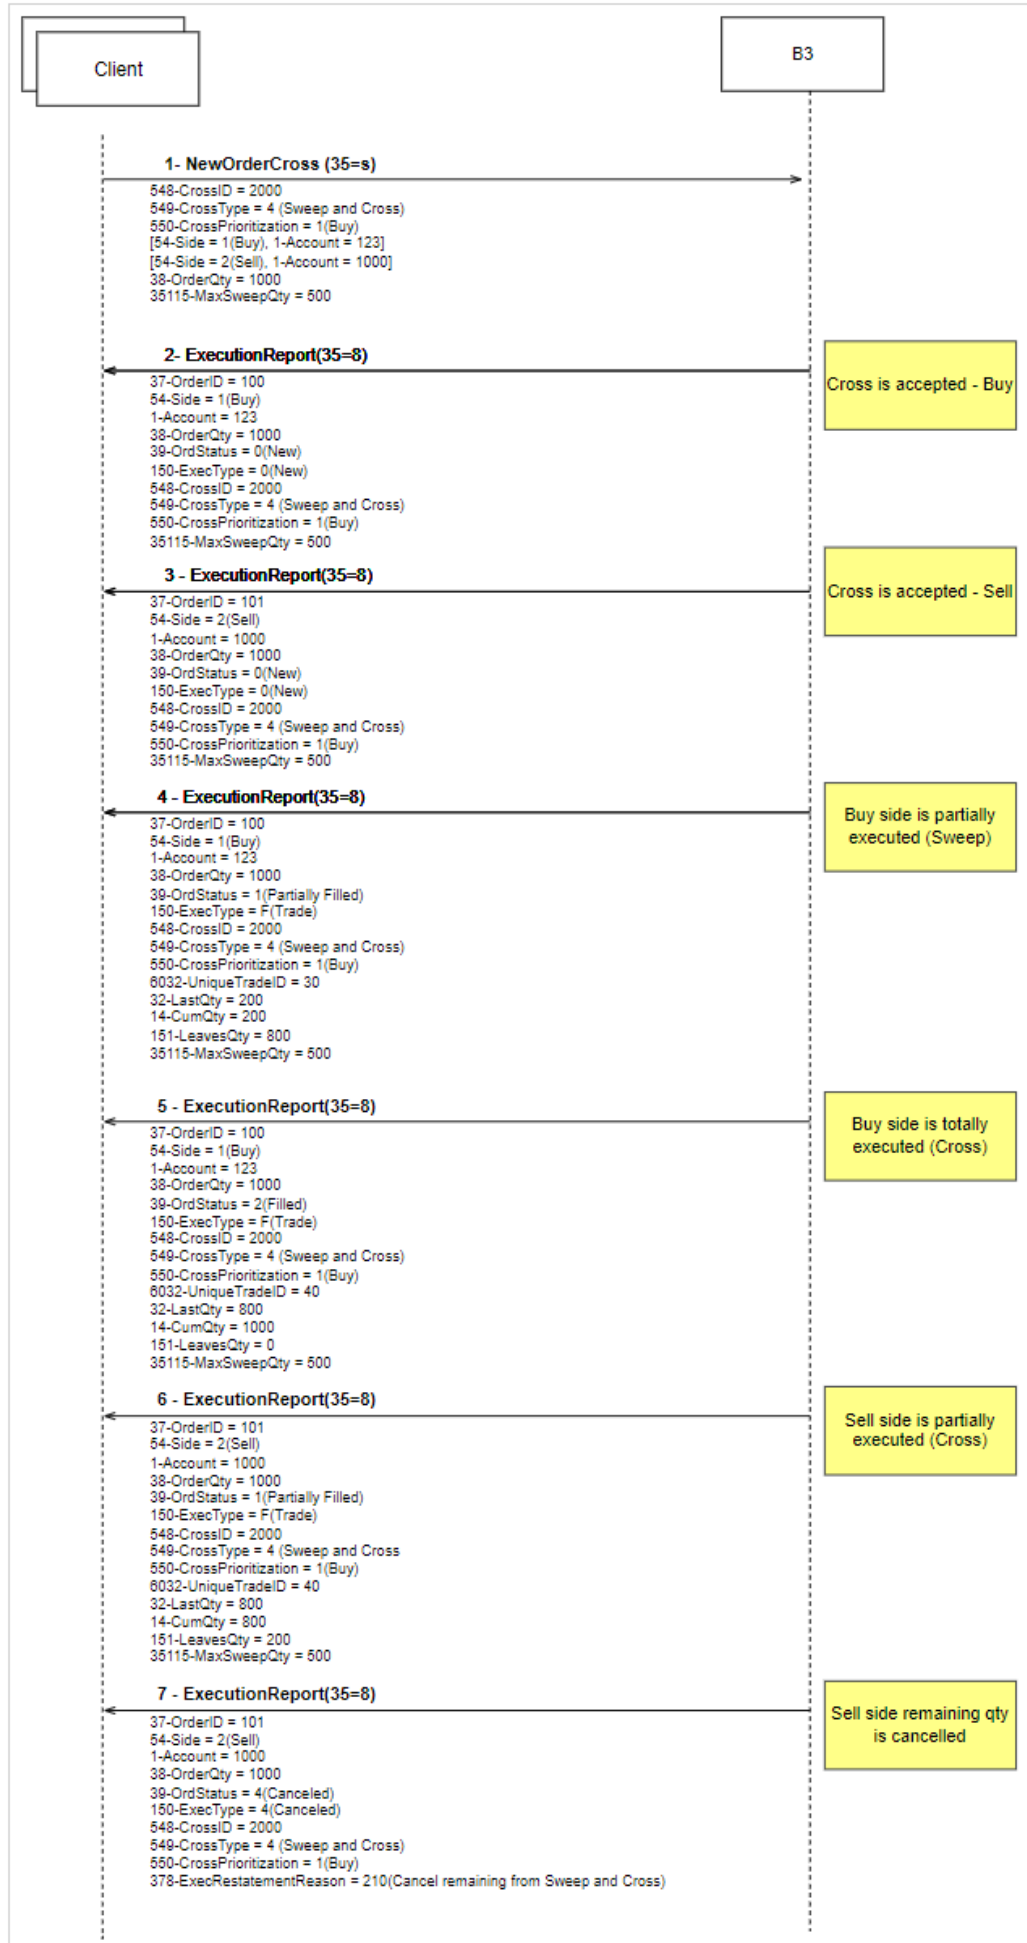 Client
B3
1- NewOrderCross (35=s)
548-CrossID = 2000
549-CrossType = 4 (Sweep and Cross)
550-CrossPrioritization = 1(Buy)
[54-Side = 1(Buy), 1-Account = 123]
[54-Side = 2(Sell), 1-Account = 1000]
38-OrderQty = 1000
35115-MaxSweepQty = 500
2- ExecutionReport(35=8)
Cross is accepted - Buy
37-OrderID = 100
54-Side = 1(Buy)
1-Account = 123
38-OrderQty = 1000
39-OrdStatus = 0(New)
150-ExecType = 0(New)
548-CrossID = 2000
549-CrossType = 4 (Sweep and Cross)
550-CrossPrioritization = 1(Buy)
35115-MaxSweepQty = 500
3 - ExecutionReport(35=8)
Cross is accepted - Sell
37-OrderID = 101
54-Side = 2(Sell)
1-Account = 1000
38-OrderQty = 1000
39-OrdStatus = 0(New)
150-ExecType = 0(New)
548-CrossID = 2000
549-CrossType = 4 (Sweep and Cross)
550-CrossPrioritization = 1(Buy)
35115-MaxSweepQty = 500
4 - ExecutionReport(35=8)
Buy side is partially
executed (Sweep)
37-OrderID = 100
54-Side = 1(Buy)
1-Account = 123
38-OrderQty = 1000
39-OrdStatus = 1(Partially Filled)
150-ExecType = F(Trade)
548-CrossID = 2000
549-CrossType = 4 (Sweep and Cross)
550-CrossPrioritization = 1(Buy)
6032-UniqueTradeID = 30
32-LastQty = 200
14-CumQty = 200
151-LeavesQty = 800
35115-MaxSweepQty = 500
5 - ExecutionReport(35=8)
Buy side is totally
executed (Cross)
37-OrderID = 100
54-Side = 1(Buy)
1-Account = 123
38-OrderQty = 1000
39-OrdStatus = 2(Filled)
150-ExecType = F(Trade)
548-CrossID = 2000
549-CrossType = 4 (Sweep and Cross)
550-CrossPrioritization = 1(Buy)
6032-UniqueTradeID = 40
32-LastQty = 800
14-CumQty = 1000
151-LeavesQty = 0
35115-MaxSweepQty = 500
6 - ExecutionReport(35=8)
Sell side is partially
executed (Cross)
37-OrderID = 101
54-Side = 2(Sell)
1-Account = 1000
38-OrderQty = 1000
39-OrdStatus = 1(Partially Filled)
150-ExecType = F(Trade)
548-CrossID = 2000
549-CrossType = 4 (Sweep and Cross
550-CrossPrioritization = 1(Buy)
6032-UniqueTradeID = 40
32-LastQty = 800
14-CumQty = 800
151-LeavesQty = 200
35115-MaxSweepQty = 500
7 - ExecutionReport(35=8)
Sell side remaining qty
is cancelled
37-OrderID = 101
54-Side = 2(Sell)
1-Account = 1000
38-OrderQty = 1000
39-OrdStatus = 4(Canceled)
150-ExecType = 4(Canceled)
548-CrossID = 2000
549-CrossType = 4 (Sweep and Cross)
550-CrossPrioritization = 1(Buy)
378-ExecRestatementReason = 210(Cancel remaining from Sweep and Cross)